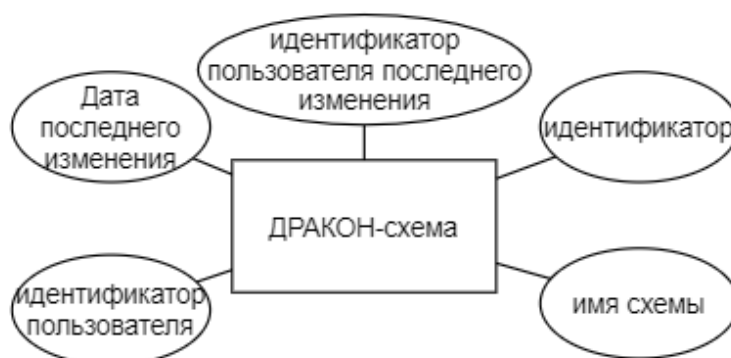 идентификатор
пользователя последнего
изменения
Дата
последнего
изменения
идентификатор
ДРАКОН-схема
идентификатор
пользователя
имя схемы